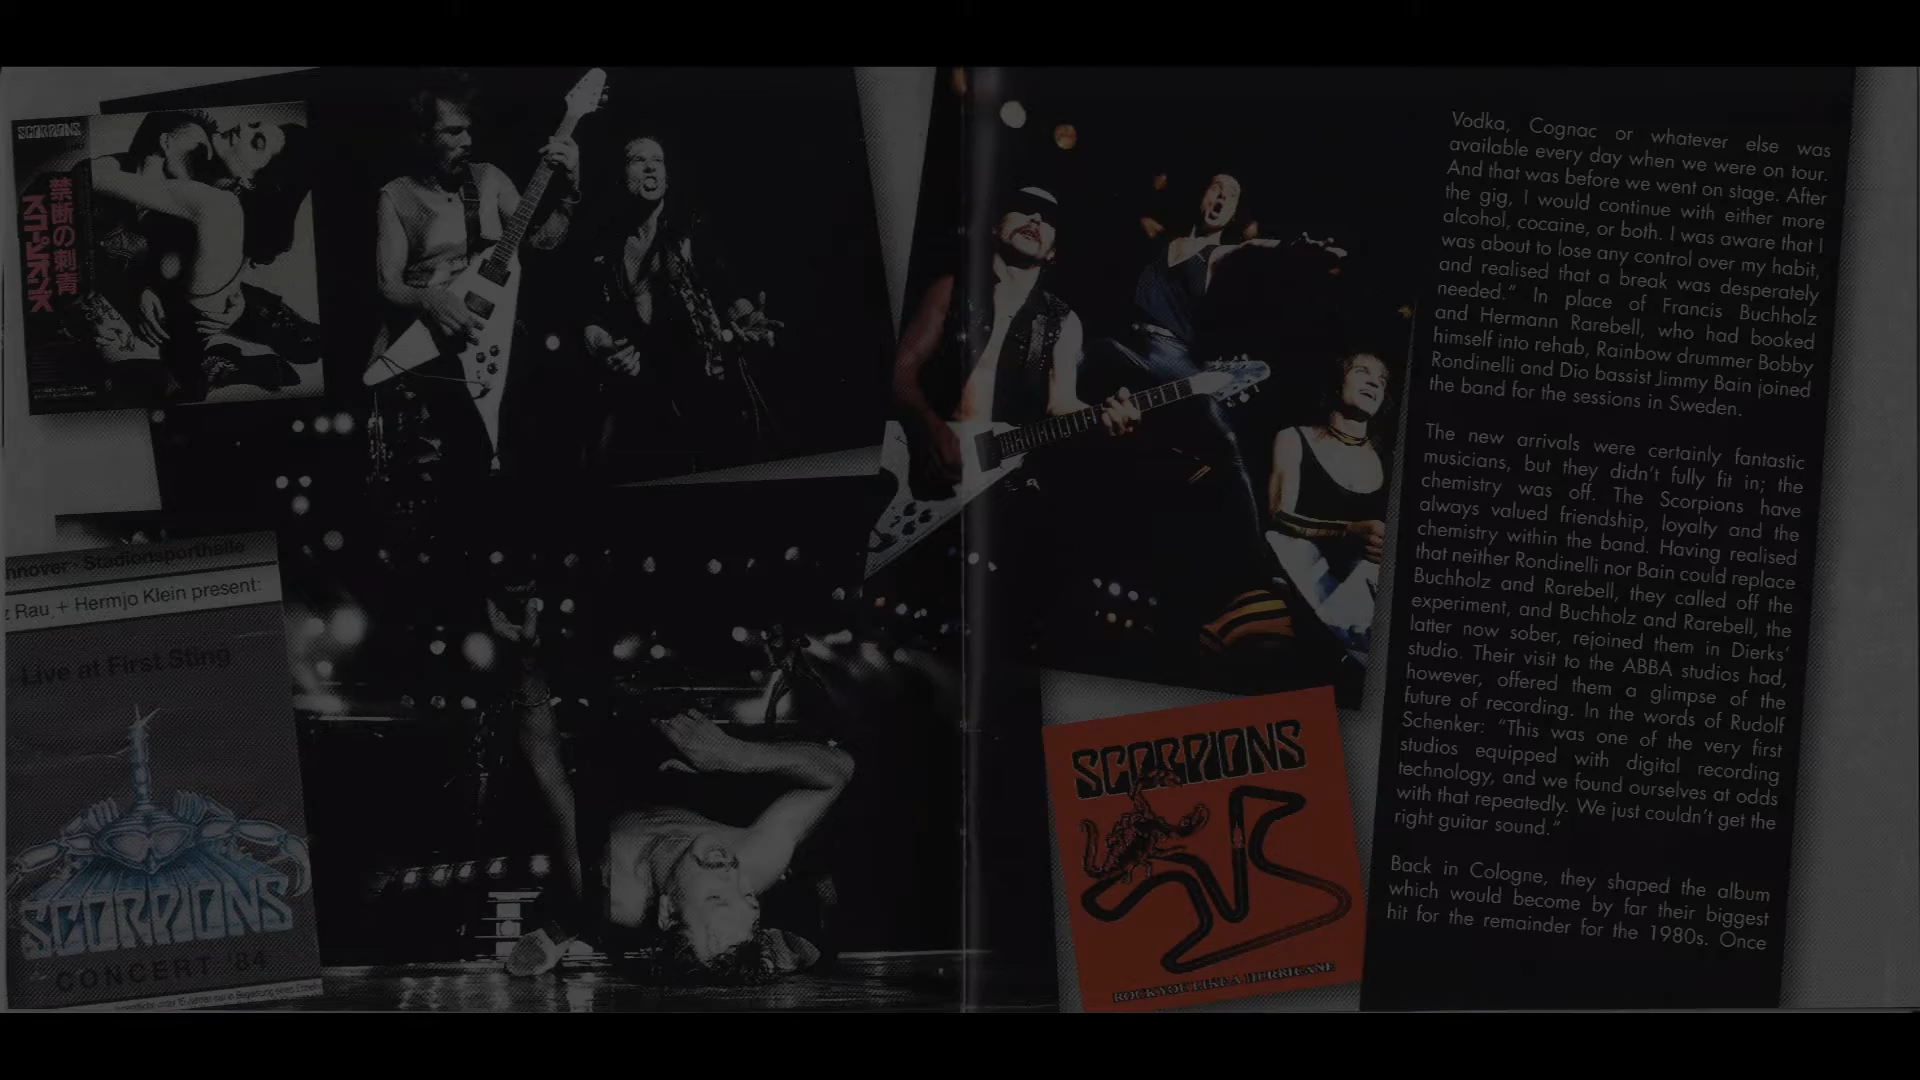 SCORPIONS
禁断の刺青
スコーピオンズ
nnover · Stadionsporthalle
z Rau + Hermjo Klein present:
Live at First Sting
SCORPIONS
CONCERT '84
SCORPIONS
ROCK YOU LIKE A HURRICANE
Vodka, Cognac or whatever else was
available every day when we were on tour.
And that was before we went on stage. After
the gig, I would continue with either more
alcohol, cocaine, or both. I was aware that I
was about to lose any control over my habit,
and realised that a break was desperately
needed.” In place of Francis Buchholz
and Hermann Rarebell, who had booked
himself into rehab, Rainbow drummer Bobby
Rondinelli and Dio bassist Jimmy Bain joined
the band for the sessions in Sweden.
The new arrivals were certainly fantastic
musicians, but they didn’t fully fit in; the
chemistry was off. The Scorpions have
always valued friendship, loyalty and the
chemistry within the band. Having realised
that neither Rondinelli nor Bain could replace
Buchholz and Rarebell, they called off the
experiment, and Buchholz and Rarebell, the
latter now sober, rejoined them in Dierks’
studio. Their visit to the ABBA studios had,
however, offered them a glimpse of the
future of recording. In the words of Rudolf
Schenker: “This was one of the very first
studios equipped with digital recording
technology, and we found ourselves at odds
with that repeatedly. We just couldn’t get the
right guitar sound.”
Back in Cologne, they shaped the album
which would become by far their biggest
hit for the remainder for the 1980s. Once